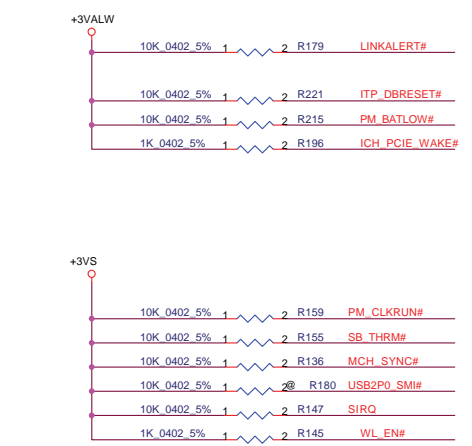 +3VALW
10K_0402_5% 1 2 R179 LINKALERT#
10K_0402_5% 1 2 R221 ITP_DBRESET#
10K_0402_5% 1 2 R215 PM_BATLOW#
1K_0402_5% 1 2 R196 ICH_PCIE_WAKE#
+3VS
10K_0402_5% 1 2 R159 PM_CLKRUN#
10K_0402_5% 1 2 R155 SB_THRM#
10K_0402_5% 1 2 R136 MCH_SYNC#
10K_0402_5% 1 2@ R180 USB2P0_SMI#
10K_0402_5% 1 2 R147 SIRQ
1K_0402_5% 1 2 R145 WL_EN#